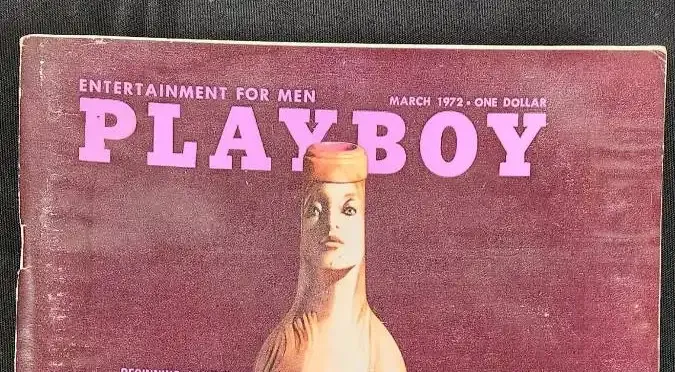 ENTERTAINMENT FOR MEN
MARCH 1972 • ONE DOLLAR
PLAYBOY